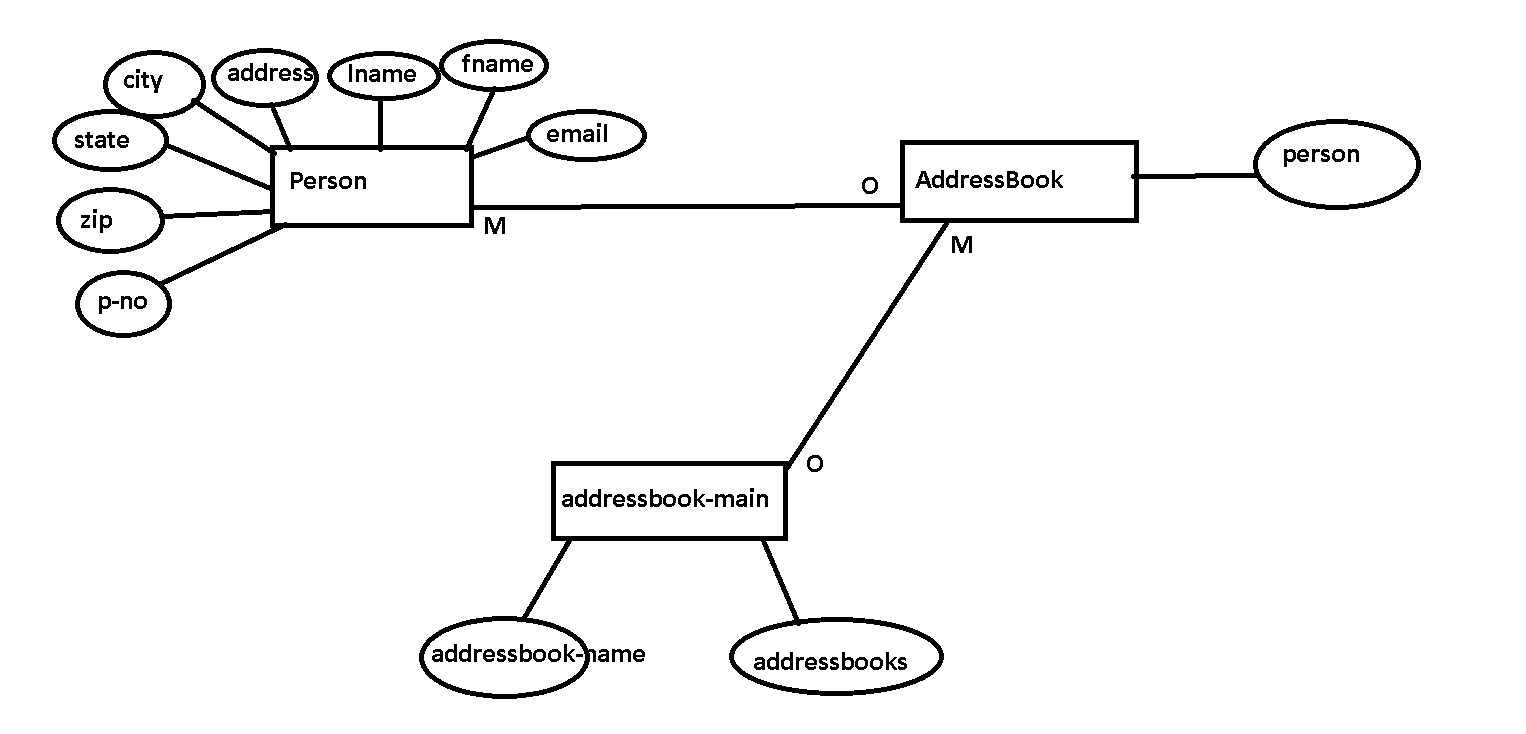 fname
lname
address
city
email
state
person
Person
O
AddressBook
zip
M
M
p-no
O
addressbook-main
addressbook-name
addressbooks